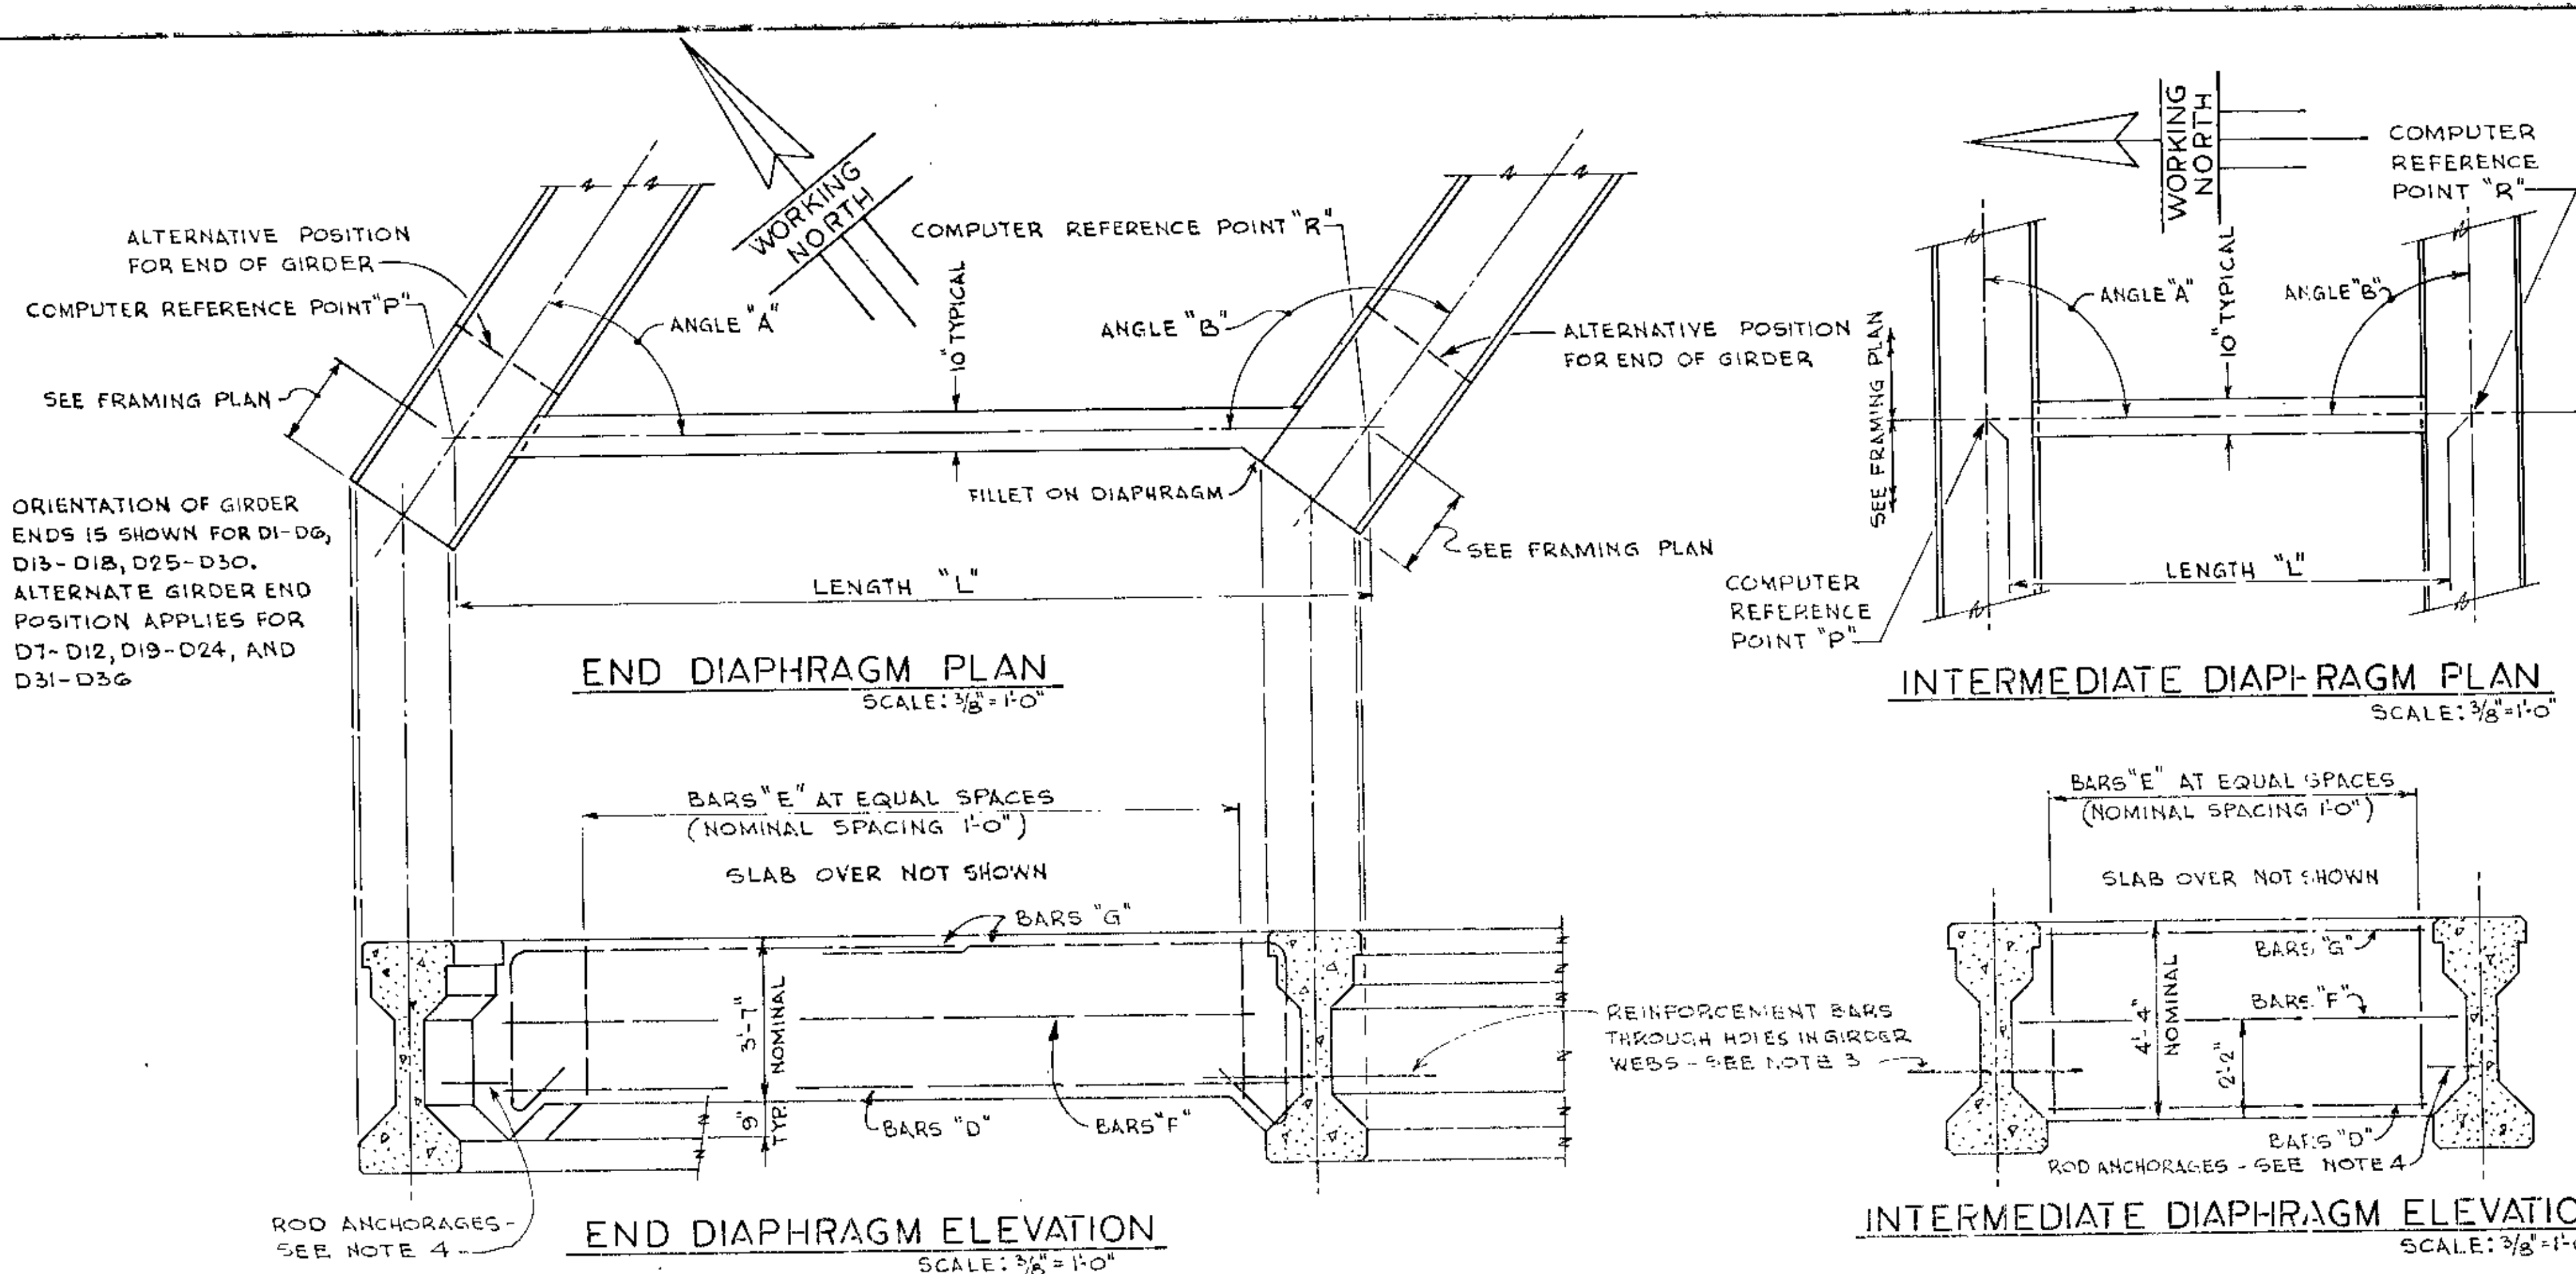 ALTERNATIVE POSITION
FOR END OF GIRDER
COMPUTER REFERENCE POINT "P"
SEE FRAMING PLAN
WORKING
NORTH
ANGLE "A"
10" TYPICAL
COMPUTER REFERENCE POINT "R"
ANGLE "B"
ALTERNATIVE POSITION
FOR END OF GIRDER
FILLET ON DIAPHRAGM
SEE FRAMING PLAN
LENGTH "L"
ORIENTATION OF GIRDER
ENDS IS SHOWN FOR D1-D6,
D13-D18, D25-D30.
ALTERNATE GIRDER END
POSITION APPLIES FOR
D7-D12, D19-D24, AND
D31-D36
END DIAPHRAGM PLAN
SCALE: 3/8" = 1'-0"
WORKING
NORTH
COMPUTER
REFERENCE
POINT "R"
ANGLE "A"
10" TYPICAL
ANGLE "B"
SEE FRAMING PLAN
LENGTH "L"
COMPUTER
REFERENCE
POINT "P"
INTERMEDIATE DIAPHRAGM PLAN
SCALE: 3/8"=1'-0"
BARS "E" AT EQUAL SPACES
(NOMINAL SPACING 1'-0")
SLAB OVER NOT SHOWN
BARS "G"
3'-7"
NOMINAL
9"
TYP.
BARS "D"
BARS "F"
REINFORCEMENT BARS
THROUGH HOLES IN GIRDER
WEBS - SEE NOTE 3
ROD ANCHORAGES -
SEE NOTE 4
END DIAPHRAGM ELEVATION
SCALE: 3/8" = 1'-0"
BARS "E" AT EQUAL SPACES
(NOMINAL SPACING 1'-0")
SLAB OVER NOT SHOWN
BARS "G"
4'-4"
NOMINAL
BARS "F"
2'-2"
BARS "D"
ROD ANCHORAGES - SEE NOTE 4
INTERMEDIATE DIAPHRAGM ELEVATIO
SCALE: 3/8"=1'-